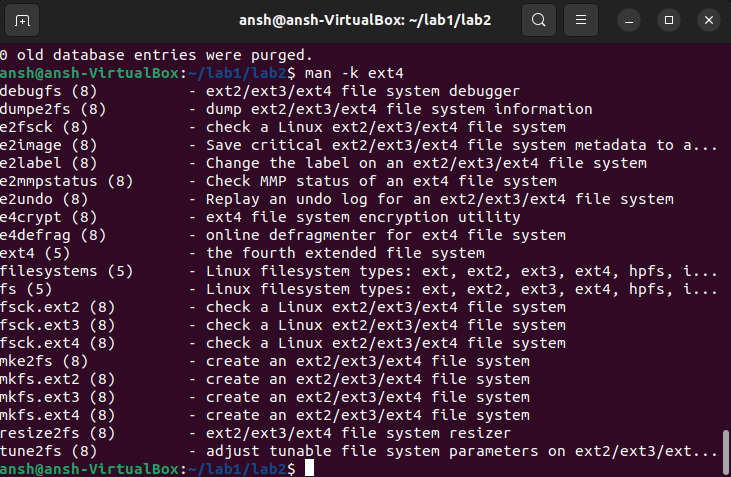 ansh@ansh-VirtualBox: ~/lab1/lab2
0 old database entries were purged.
ansh@ansh-VirtualBox:~/lab1/lab2$ man -k ext4
debugfs (8)          - ext2/ext3/ext4 file system debugger
dumpe2fs (8)         - dump ext2/ext3/ext4 file system information
e2fsck (8)           - check a Linux ext2/ext3/ext4 file system
e2image (8)          - Save critical ext2/ext3/ext4 file system metadata to a...
e2label (8)          - Change the label on an ext2/ext3/ext4 file system
e2mmpstatus (8)      - Check MMP status of an ext4 file system
e2undo (8)           - Replay an undo log for an ext2/ext3/ext4 file system
e4crypt (8)          - ext4 file system encryption utility
e4defrag (8)         - online defragmenter for ext4 file system
ext4 (5)             - the fourth extended file system
filesystems (5)      - Linux filesystem types: ext, ext2, ext3, ext4, hpfs, i...
fs (5)               - Linux filesystem types: ext, ext2, ext3, ext4, hpfs, i...
fsck.ext2 (8)        - check a Linux ext2/ext3/ext4 file system
fsck.ext3 (8)        - check a Linux ext2/ext3/ext4 file system
fsck.ext4 (8)        - check a Linux ext2/ext3/ext4 file system
mke2fs (8)           - create an ext2/ext3/ext4 file system
mkfs.ext2 (8)        - create an ext2/ext3/ext4 file system
mkfs.ext3 (8)        - create an ext2/ext3/ext4 file system
mkfs.ext4 (8)        - create an ext2/ext3/ext4 file system
resize2fs (8)        - ext2/ext3/ext4 file system resizer
tune2fs (8)          - adjust tunable file system parameters on ext2/ext3/ext...
ansh@ansh-VirtualBox:~/lab1/lab2$